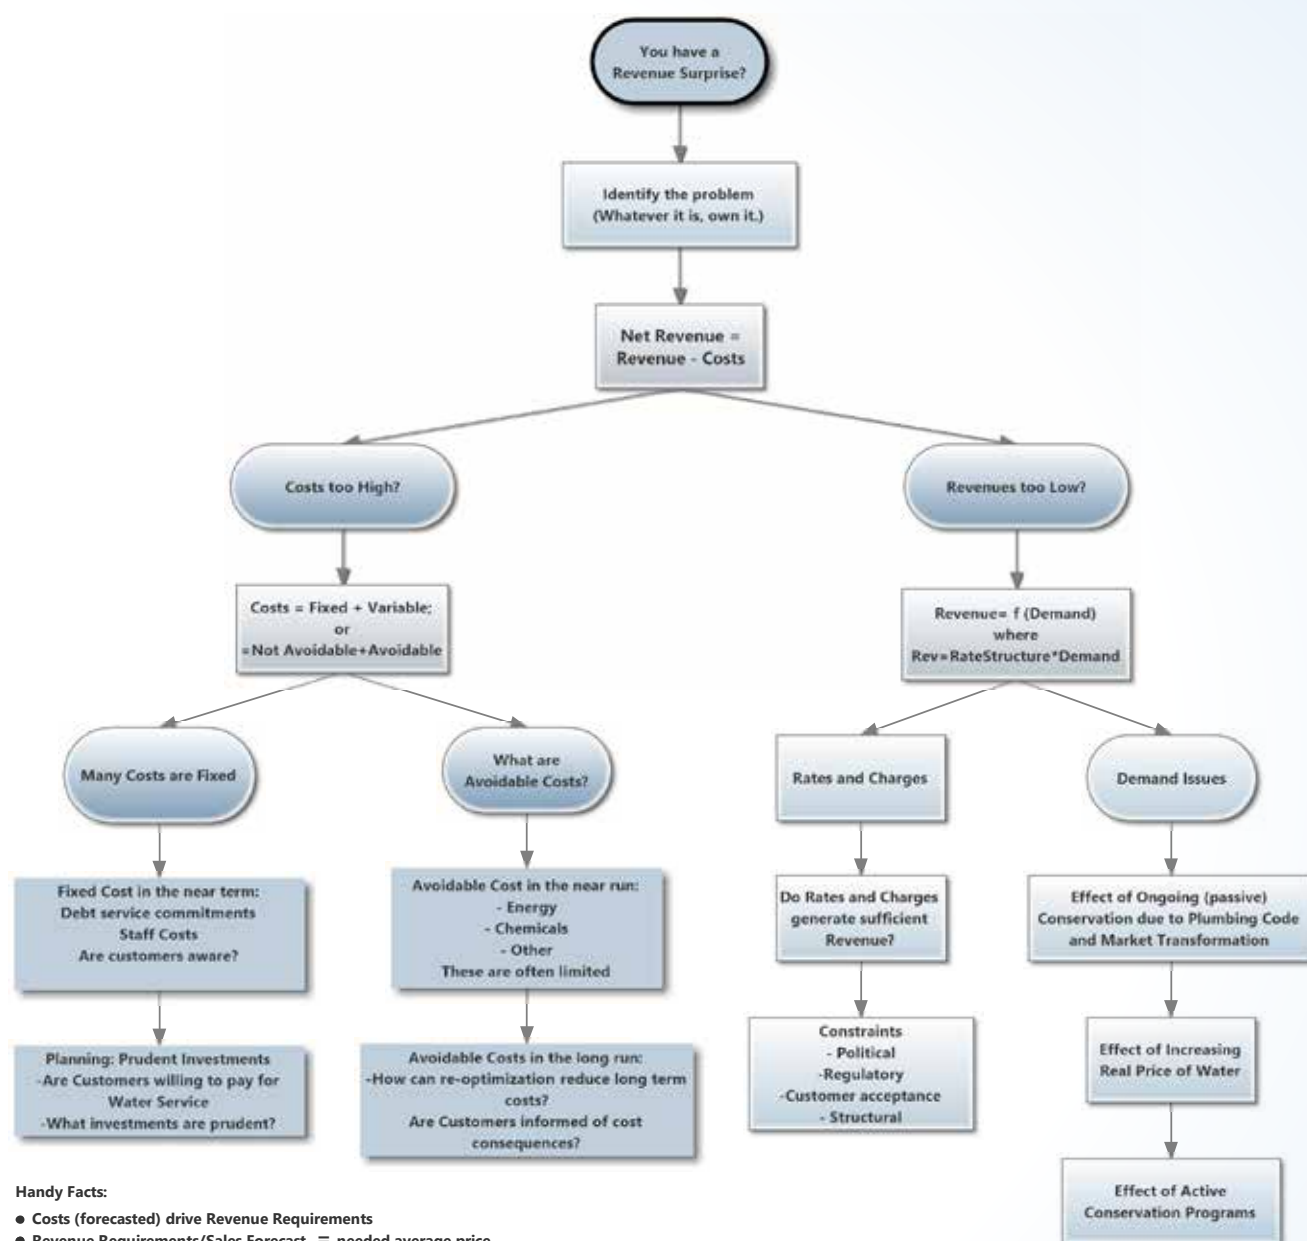 You have a
Revenue Surprise?
Identify the problem
(Whatever it is, own it.)
Net Revenue =
Revenue - Costs
Costs too High?
Revenues too Low?
Costs = Fixed + Variable;
or
=Not Avoidable+Avoidable
Revenue= f (Demand)
where
Rev=RateStructure*Demand
Many Costs are Fixed
What are
Avoidable Costs?
Rates and Charges
Demand Issues
Fixed Cost in the near term:
Debt service commitments
Staff Costs
Are customers aware?
Avoidable Cost in the near run:
- Energy
- Chemicals
- Other
These are often limited
Do Rates and Charges
generate sufficient
Revenue?
Effect of Ongoing (passive)
Conservation due to Plumbing Code
and Market Transformation
Planning: Prudent Investments
-Are Customers willing to pay for
Water Service
-What investments are prudent?
Avoidable Costs in the long run:
-How can re-optimization reduce long term
costs?
Are Customers informed of cost
consequences?
Constraints
- Political
-Regulatory
-Customer acceptance
- Structural
Effect of Increasing
Real Price of Water
Effect of Active
Conservation Programs
Handy Facts:
● Costs (forecasted) drive Revenue Requirements
● Revenue Requirements/Sales Forecast = needed average price